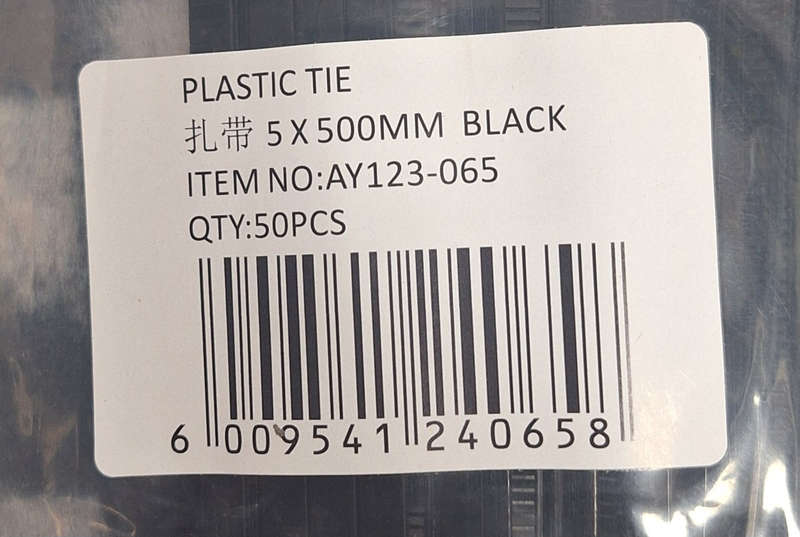 PLASTIC TIE
扎带 5 X 500MM BLACK
ITEM NO:AY123-065
QTY:50PCS
6 009541 240658